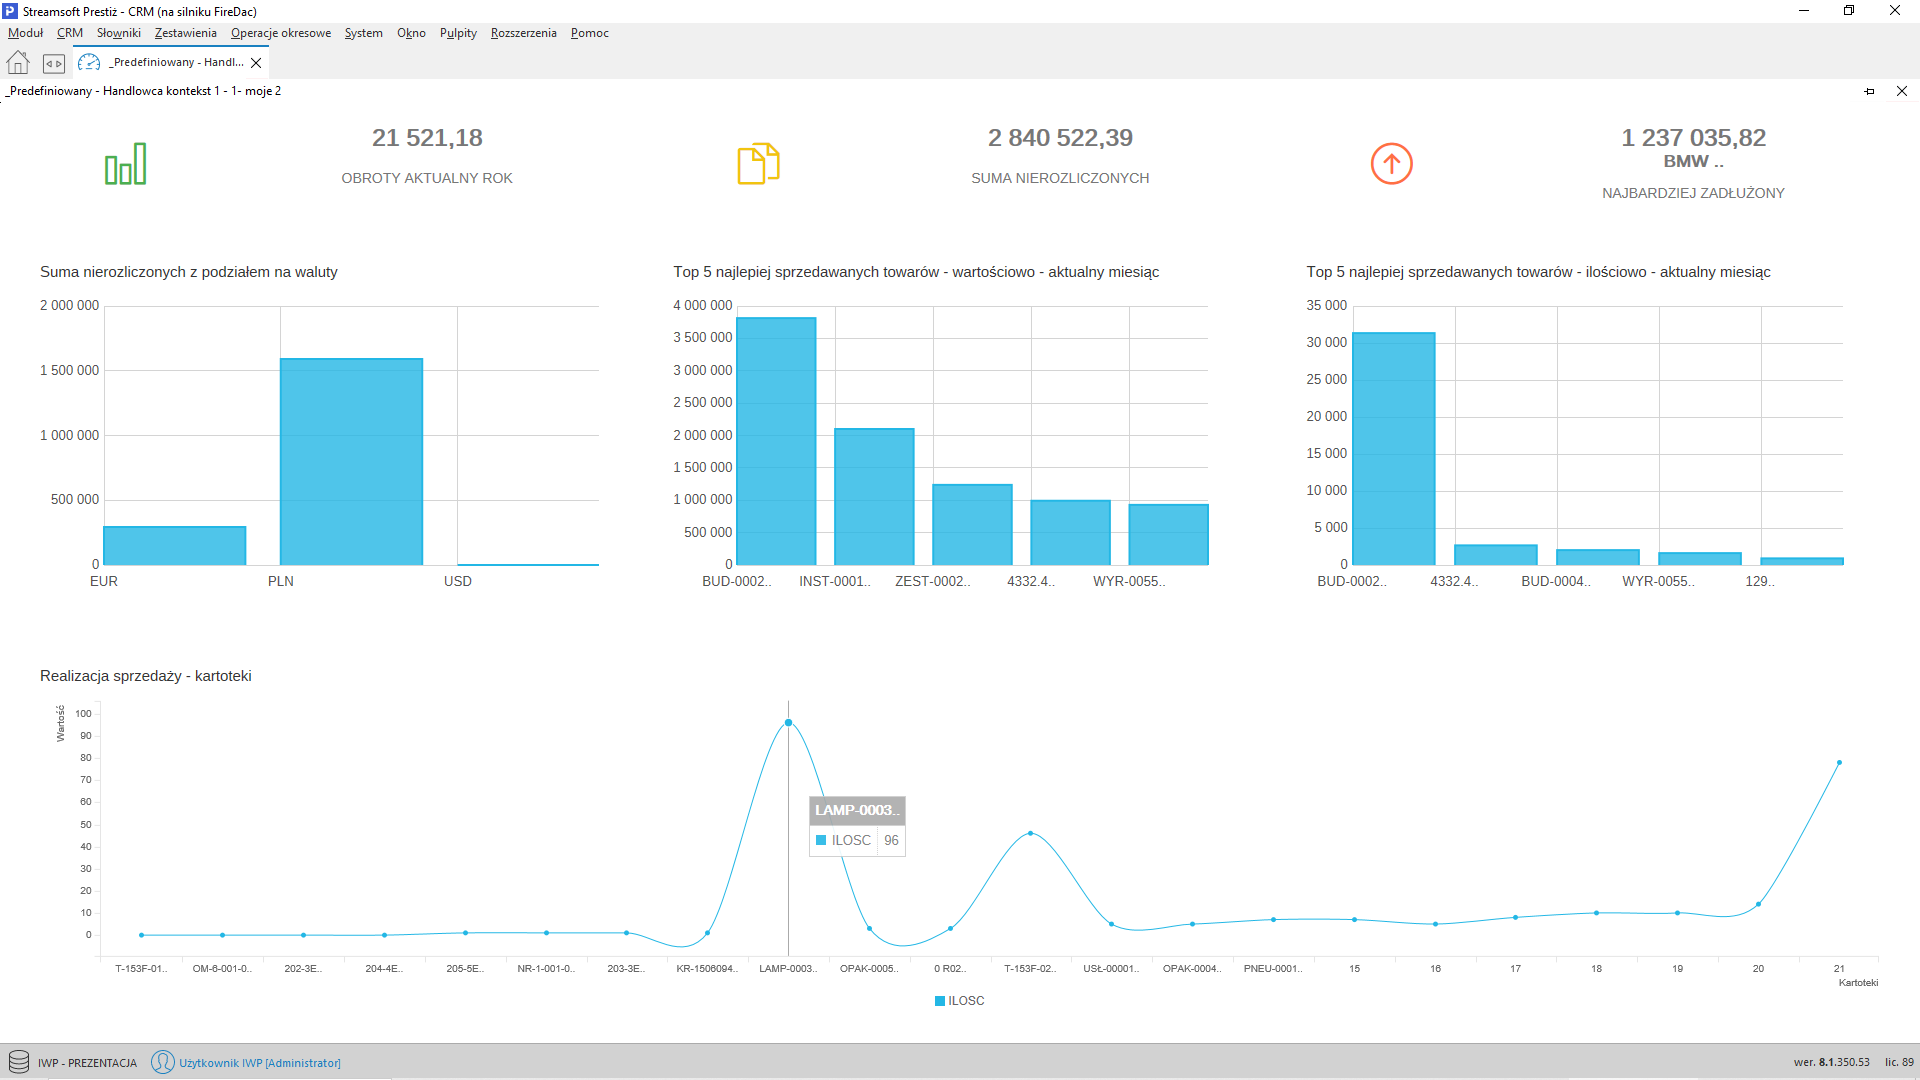 Streamsoft Prestiż - CRM (na silniku FireDac)
Moduł CRM Słowniki Zestawienia Operacje okresowe System Okno Pulpity Rozszerzenia Pomoc
_Predefiniowany - Handl...
_Predefiniowany - Handlowca kontekst 1 - 1- moje 2
21 521,18
OBROTY AKTUALNY ROK
2 840 522,39
SUMA NIEROZLICZONYCH
1 237 035,82
BMW ..
NAJBARDZIEJ ZADŁUŻONY
Suma nierozliczonych z podziałem na waluty
2 000 000
1 500 000
1 000 000
500 000
0
EUR PLN USD
Top 5 najlepiej sprzedawanych towarów - wartościowo - aktualny miesiąc
4 000 000
3 500 000
3 000 000
2 500 000
2 000 000
1 500 000
1 000 000
500 000
0
BUD-0002.. INST-0001.. ZEST-0002.. 4332.4.. WYR-0055..
Top 5 najlepiej sprzedawanych towarów - ilościowo - aktualny miesiąc
35 000
30 000
25 000
20 000
15 000
10 000
5 000
0
BUD-0002.. 4332.4.. BUD-0004.. WYR-0055.. 129..
Realizacja sprzedaży - kartoteki
Wartość
100
90
80
70
60
50
40
30
20
10
0
LAMP-0003..
ILOSC 96
T-153F-01.. OM-6-001-0.. 202-3E.. 204-4E.. 205-5E.. NR-1-001-0.. 203-3E.. KR-1506094.. LAMP-0003.. OPAK-0005.. 0 R02.. T-153F-02.. USŁ-00001.. OPAK-0004.. PNEU-0001.. 15 16 17 18 19 20 21
Kartoteki
ILOSC
IWP - PREZENTACJA Użytkownik IWP [Administrator] wer. 8.1.350.53 lic. 89